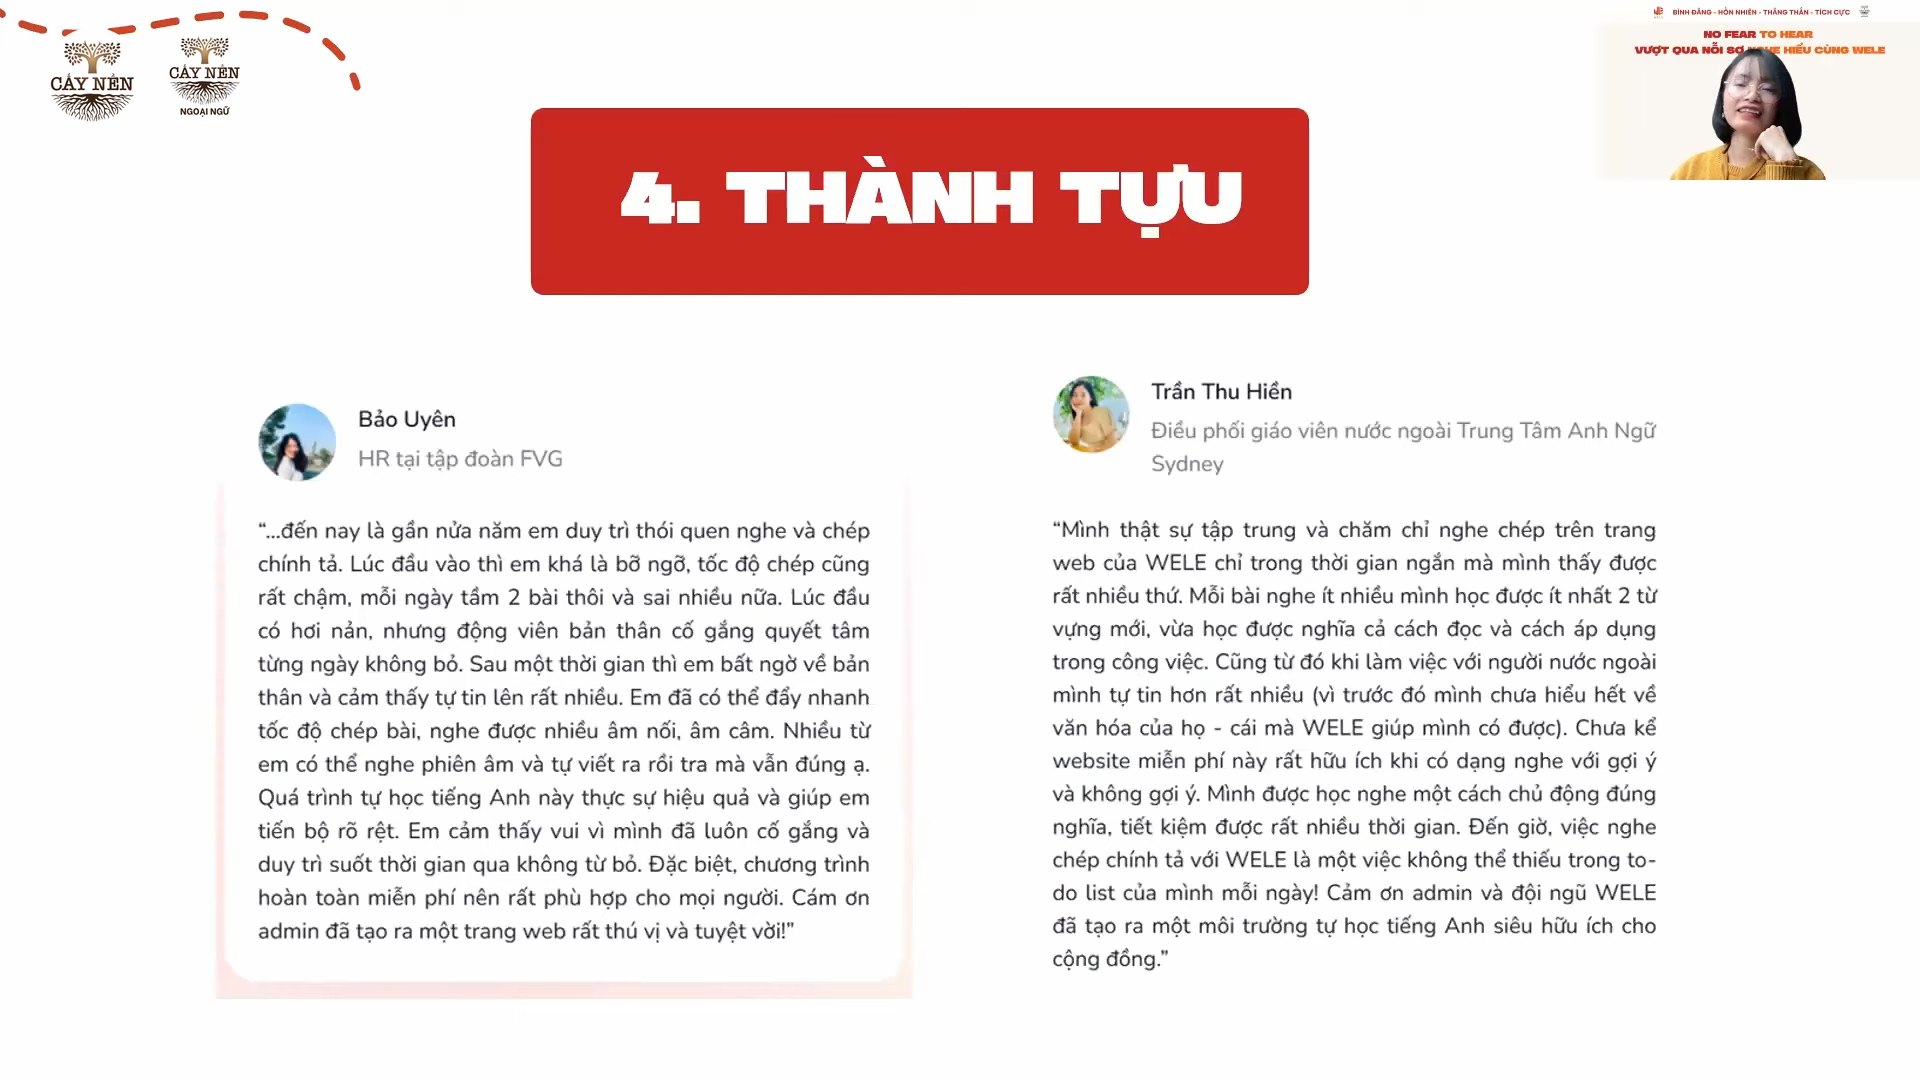 CẤY NỀN
CẤY NỀN
NGOẠI NGỮ
BÌNH ĐẲNG - HỒN NHIÊN - THẲNG THẮN - TÍCH CỰC
NO FEAR TO HEAR
VƯỢT QUA NỖI SỢ NGHE HIỂU CÙNG WELE
4. THÀNH TỰU
Bảo Uyên
HR tại tập đoàn FVG
“...đến nay là gần nửa năm em duy trì thói quen nghe và chép
chính tả. Lúc đầu vào thì em khá là bỡ ngỡ, tốc độ chép cũng
rất chậm, mỗi ngày tầm 2 bài thôi và sai nhiều nữa. Lúc đầu
có hơi nản, nhưng động viên bản thân cố gắng quyết tâm
từng ngày không bỏ. Sau một thời gian thì em bất ngờ về bản
thân và cảm thấy tự tin lên rất nhiều. Em đã có thể đẩy nhanh
tốc độ chép bài, nghe được nhiều âm nối, âm câm. Nhiều từ
em có thể nghe phiên âm và tự viết ra rồi tra mà vẫn đúng ạ.
Quá trình tự học tiếng Anh này thực sự hiệu quả và giúp em
tiến bộ rõ rệt. Em cảm thấy vui vì mình đã luôn cố gắng và
duy trì suốt thời gian qua không từ bỏ. Đặc biệt, chương trình
hoàn toàn miễn phí nên rất phù hợp cho mọi người. Cám ơn
admin đã tạo ra một trang web rất thú vị và tuyệt vời!”
Trần Thu Hiền
Điều phối giáo viên nước ngoài Trung Tâm Anh Ngữ
Sydney
“Mình thật sự tập trung và chăm chỉ nghe chép trên trang
web của WELE chỉ trong thời gian ngắn mà mình thấy được
rất nhiều thứ. Mỗi bài nghe ít nhiều mình học được ít nhất 2 từ
vựng mới, vừa học được nghĩa cả cách đọc và cách áp dụng
trong công việc. Cũng từ đó khi làm việc với người nước ngoài
mình tự tin hơn rất nhiều (vì trước đó mình chưa hiểu hết về
văn hóa của họ - cái mà WELE giúp mình có được). Chưa kể
website miễn phí này rất hữu ích khi có dạng nghe với gợi ý
và không gợi ý. Mình được học nghe một cách chủ động đúng
nghĩa, tiết kiệm được rất nhiều thời gian. Đến giờ, việc nghe
chép chính tả với WELE là một việc không thể thiếu trong to-
do list của mình mỗi ngày! Cảm ơn admin và đội ngũ WELE
đã tạo ra một môi trường tự học tiếng Anh siêu hữu ích cho
cộng đồng.”